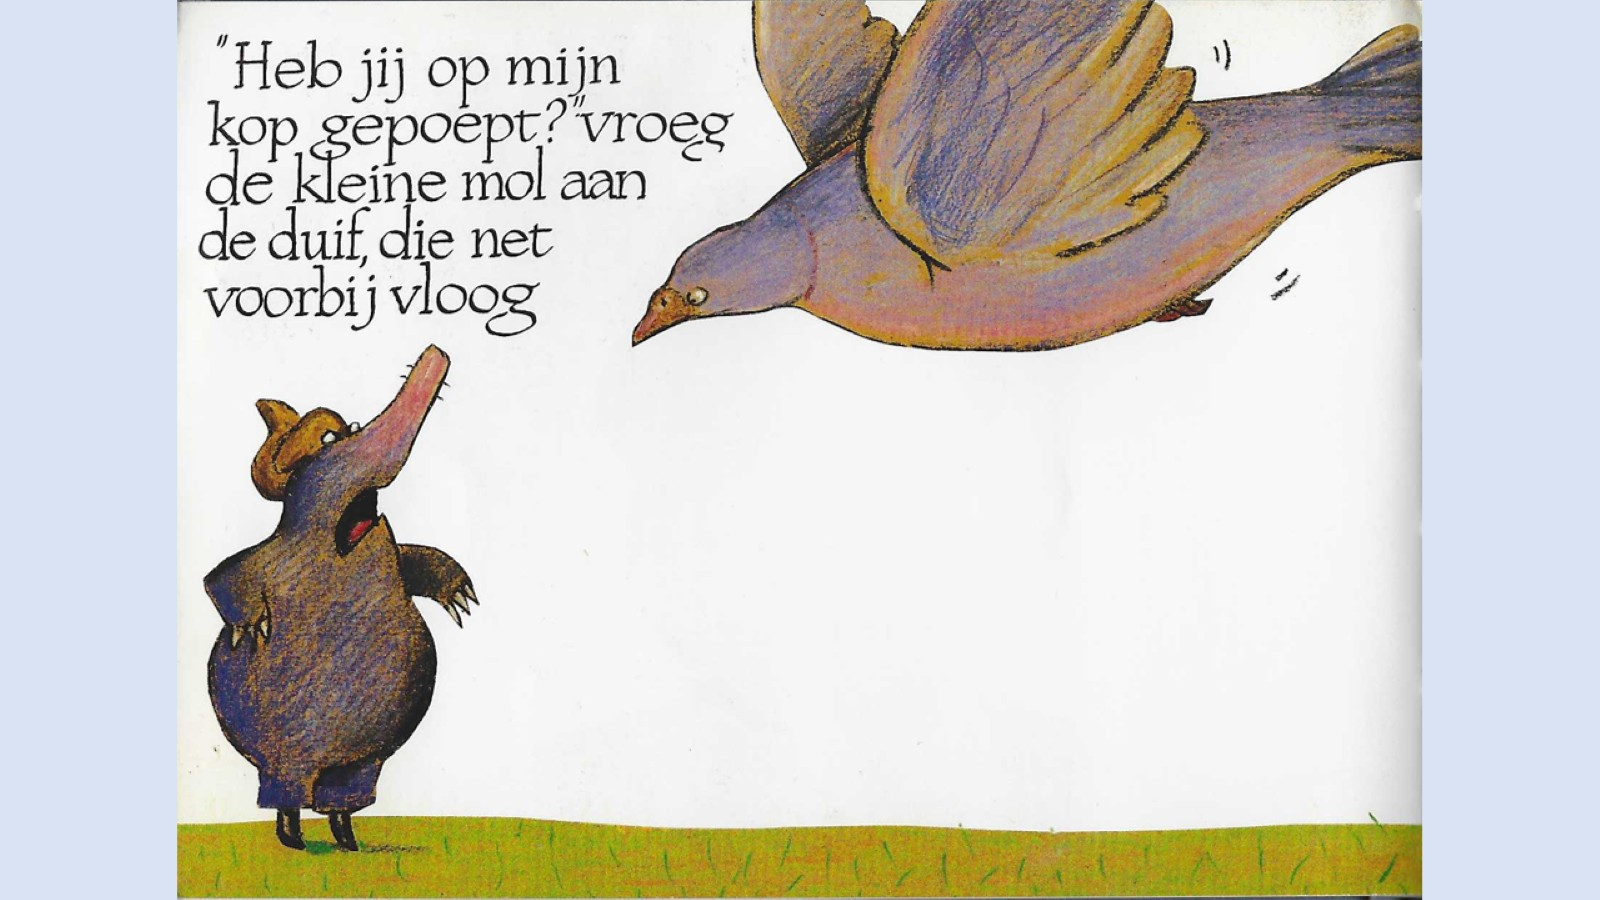 "Heb jij op mijn
kop gepoept?" vroeg
de kleine mol aan
de duif, die net
voorbij vloog